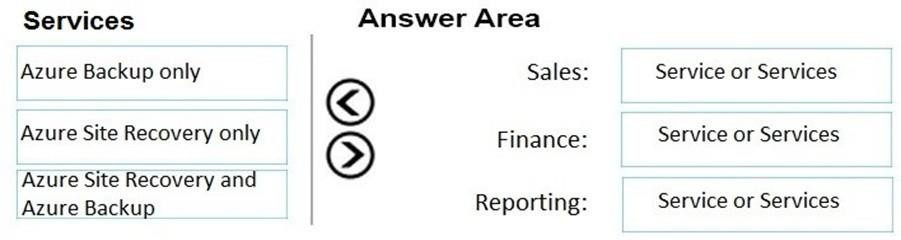 Services
Answer Area
Azure Backup only
Azure Site Recovery only
Azure Site Recovery and
Azure Backup
Sales:
Service or Services
Finance:
Service or Services
Reporting:
Service or Services